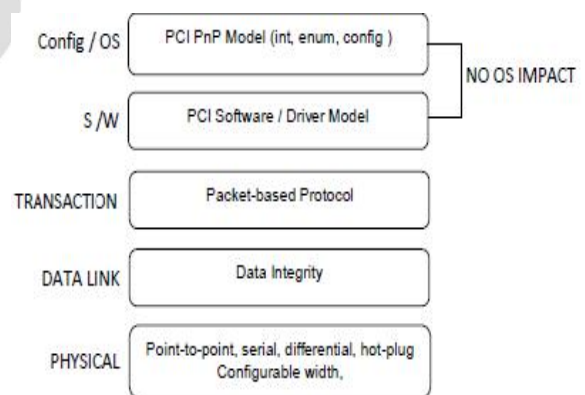 Config / OS
PCI PnP Model (int, enum, config )
NO OS IMPACT
S /W
PCI Software / Driver Model
TRANSACTION
Packet-based Protocol
DATA LINK
Data Integrity
PHYSICAL
Point-to-point, serial, differential, hot-plug
Configurable width,